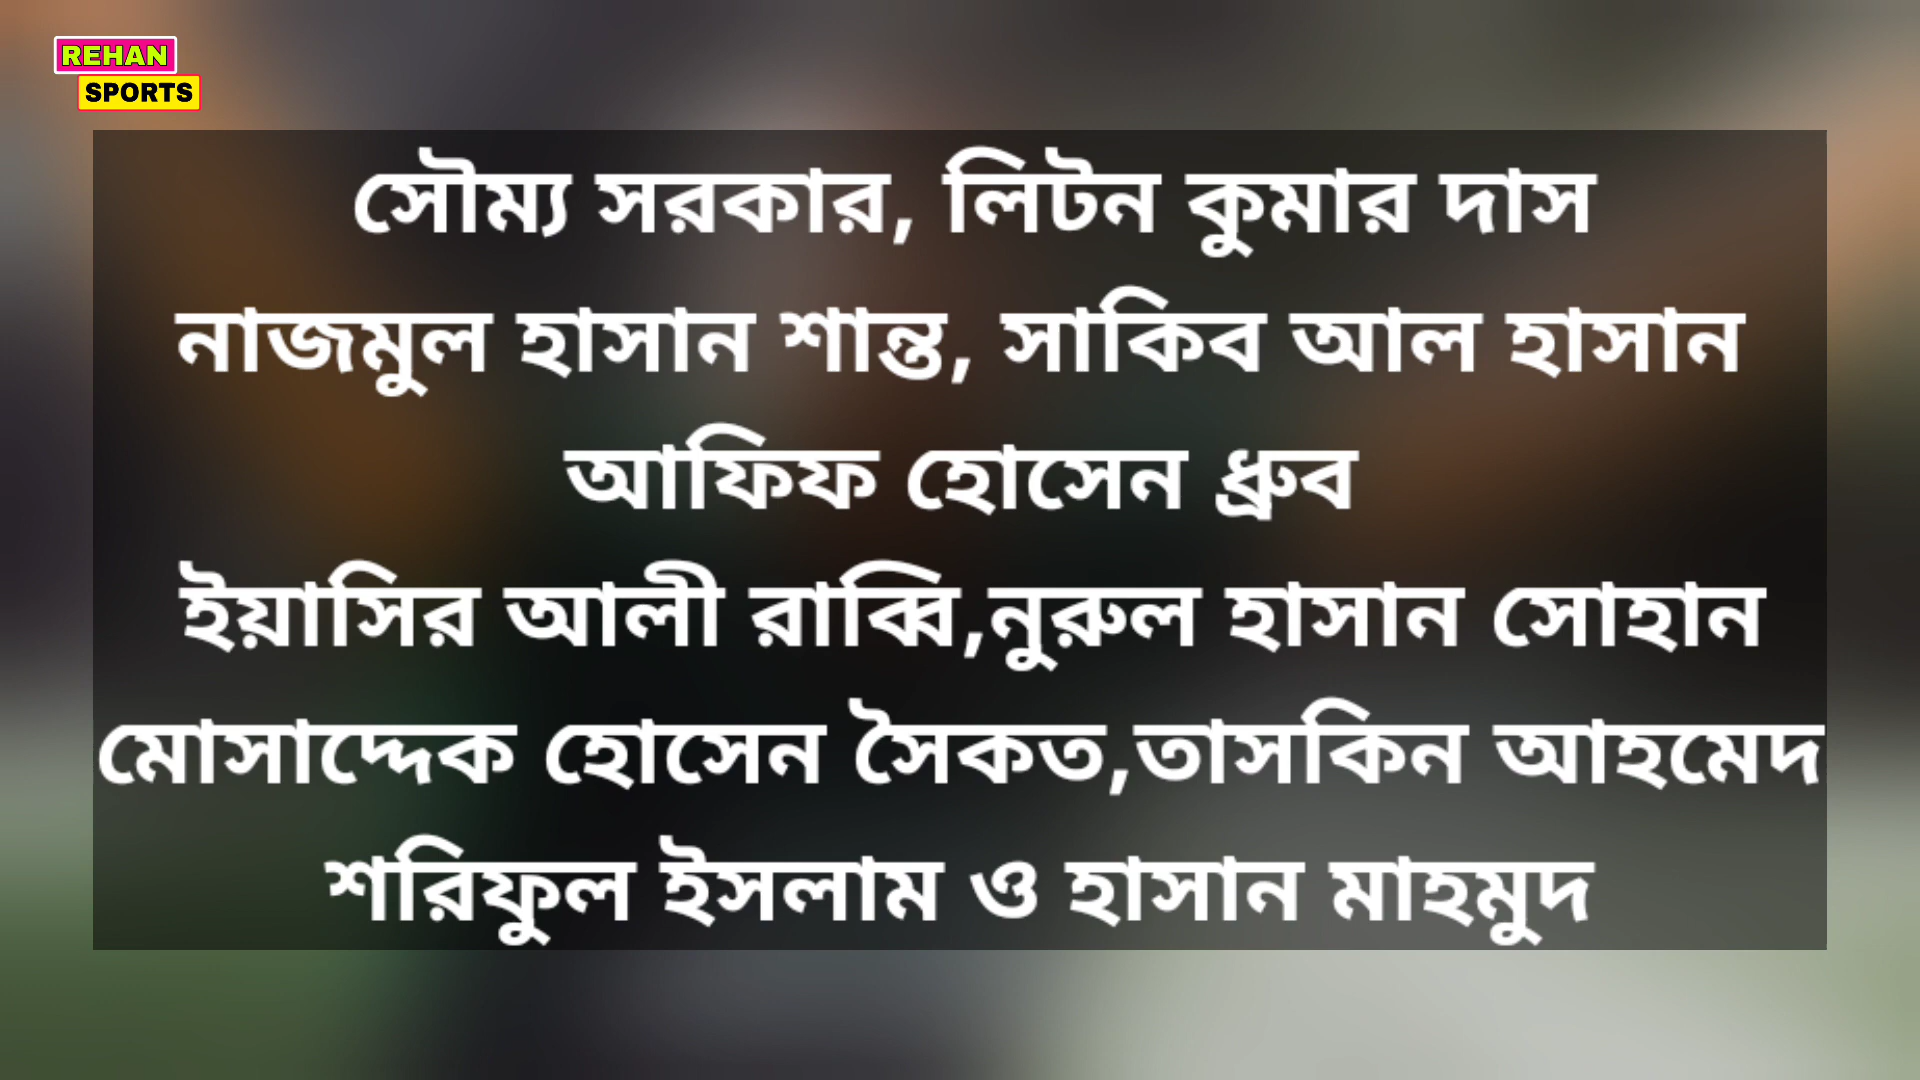 REHAN
SPORTS
সৌম্য সরকার, লিটন কুমার দাস
নাজমুল হাসান শান্ত, সাকিব আল হাসান
আফিফ হোসেন ধ্রুব
ইয়াসির আলী রাব্বি,নুরুল হাসান সোহান
মোসাদ্দেক হোসেন সৈকত,তাসকিন আহমেদ
শরিফুল ইসলাম ও হাসান মাহমুদ